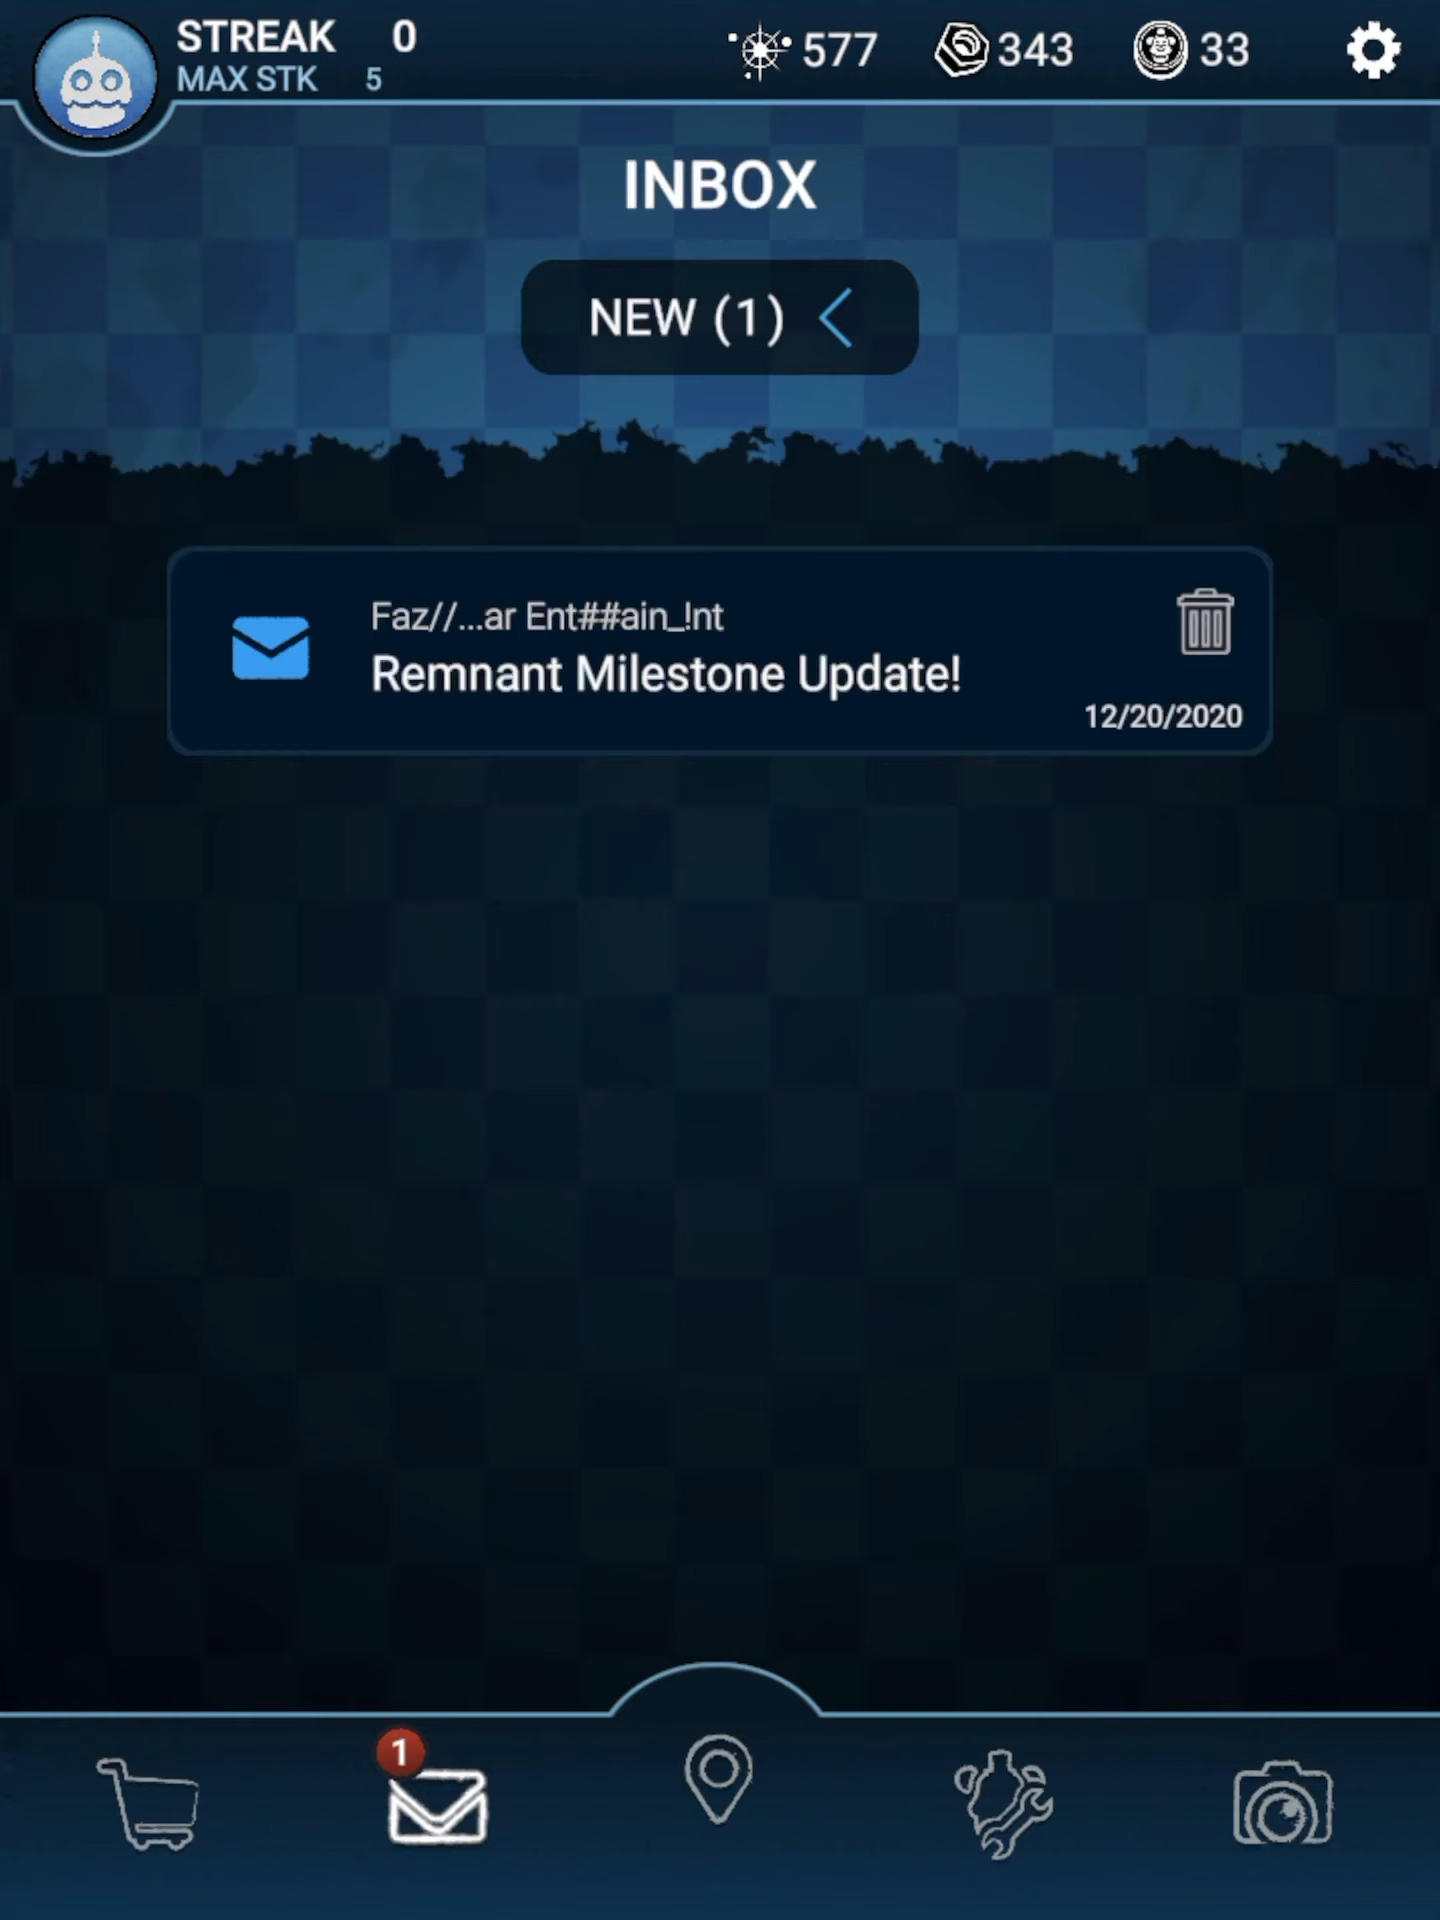 STREAK 0
MAX STK 5
577
343
33
INBOX
NEW (1)
Faz//...ar Ent##ain_!nt
Remnant Milestone Update!
12/20/2020
1